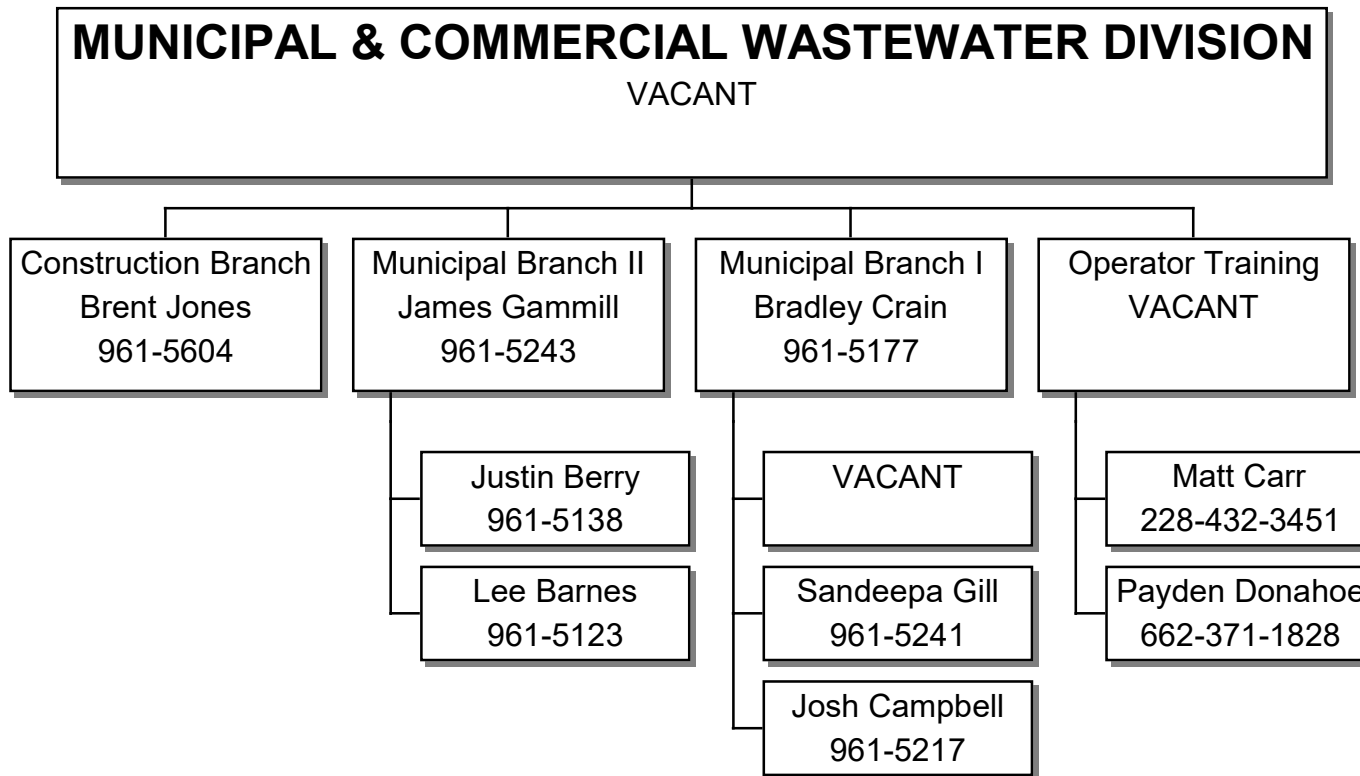 MUNICIPAL & COMMERCIAL WASTEWATER DIVISION
VACANT
Construction Branch
Brent Jones
961-5604
Municipal Branch II
James Gammill
961-5243
Justin Berry
961-5138
Lee Barnes
961-5123
Municipal Branch I
Bradley Crain
961-5177
VACANT
Sandeepa Gill
961-5241
Josh Campbell
961-5217
Operator Training
VACANT
Matt Carr
228-432-3451
Payden Donahoe
662-371-1828